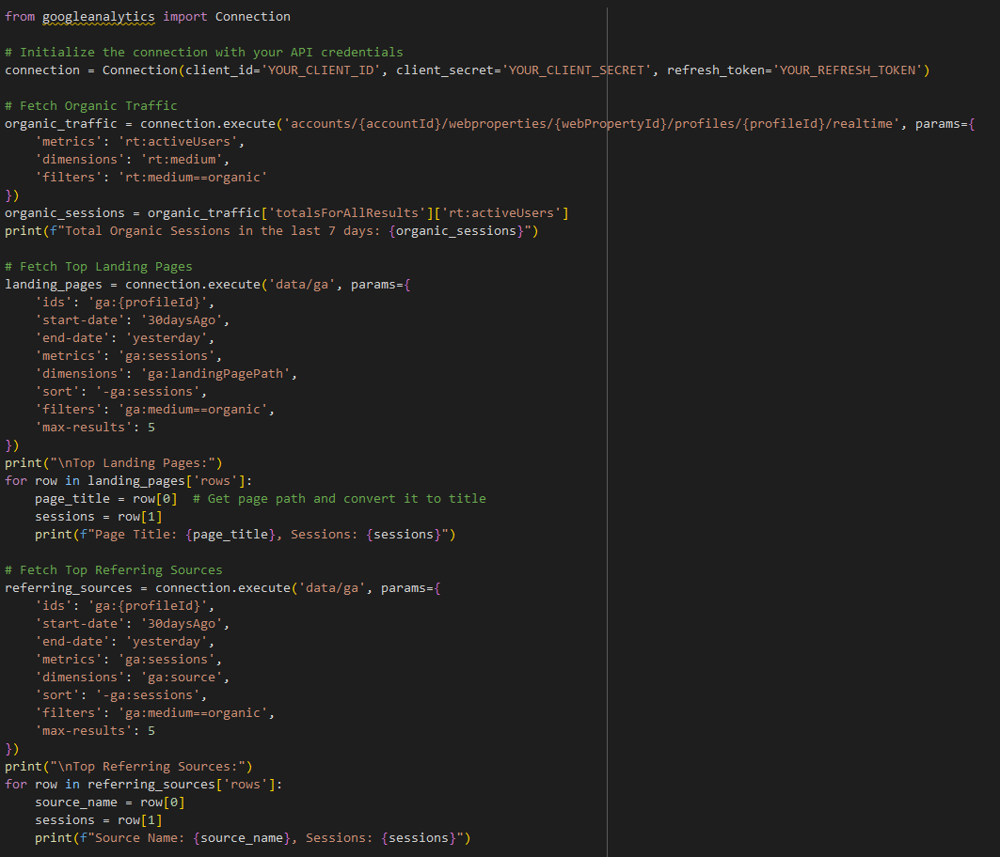 from googleanalytics import Connection
# Initialize the connection with your API credentials
connection = Connection(client_id='YOUR_CLIENT_ID', client_secret='YOUR_CLIENT_SECRET', refresh_token='YOUR_REFRESH_TOKEN')
# Fetch Organic Traffic
organic_traffic = connection.execute('accounts/{accountId}/webproperties/{webPropertyId}/profiles/{profileId}/realtime', params={
    'metrics': 'rt:activeUsers',
    'dimensions': 'rt:medium',
    'filters': 'rt:medium==organic'
})
organic_sessions = organic_traffic['totalsForAllResults']['rt:activeUsers']
print(f"Total Organic Sessions in the last 7 days: {organic_sessions}")
# Fetch Top Landing Pages
landing_pages = connection.execute('data/ga', params={
    'ids': 'ga:{profileId}',
    'start-date': '30daysAgo',
    'end-date': 'yesterday',
    'metrics': 'ga:sessions',
    'dimensions': 'ga:landingPagePath',
    'sort': '-ga:sessions',
    'filters': 'ga:medium==organic',
    'max-results': 5
})
print("\nTop Landing Pages:")
for row in landing_pages['rows']:
    page_title = row[0]  # Get page path and convert it to title
    sessions = row[1]
    print(f"Page Title: {page_title}, Sessions: {sessions}")
# Fetch Top Referring Sources
referring_sources = connection.execute('data/ga', params={
    'ids': 'ga:{profileId}',
    'start-date': '30daysAgo',
    'end-date': 'yesterday',
    'metrics': 'ga:sessions',
    'dimensions': 'ga:source',
    'sort': '-ga:sessions',
    'filters': 'ga:medium==organic',
    'max-results': 5
})
print("\nTop Referring Sources:")
for row in referring_sources['rows']:
    source_name = row[0]
    sessions = row[1]
    print(f"Source Name: {source_name}, Sessions: {sessions}")